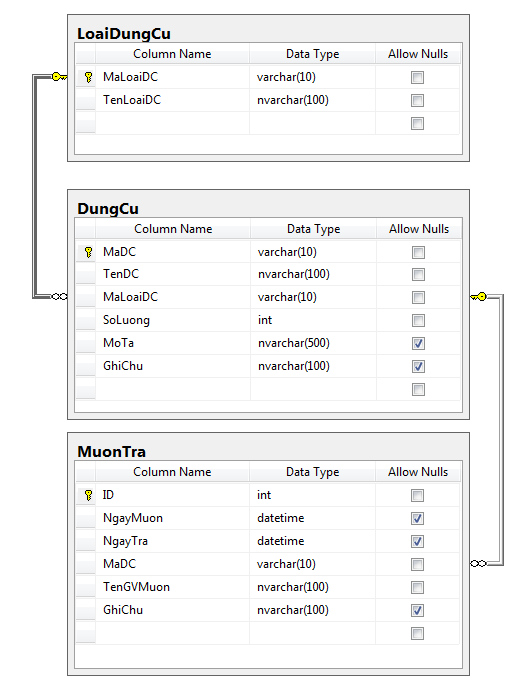 LoaiDungCu
Column Name Data Type Allow Nulls
MaLoaiDC varchar(10)
TenLoaiDC nvarchar(100)
DungCu
Column Name Data Type Allow Nulls
MaDC varchar(10)
TenDC nvarchar(100)
MaLoaiDC varchar(10)
SoLuong int
MoTa nvarchar(500)
GhiChu nvarchar(100)
MuonTra
Column Name Data Type Allow Nulls
ID int
NgayMuon datetime
NgayTra datetime
MaDC varchar(10)
TenGVMuon nvarchar(100)
GhiChu nvarchar(100)